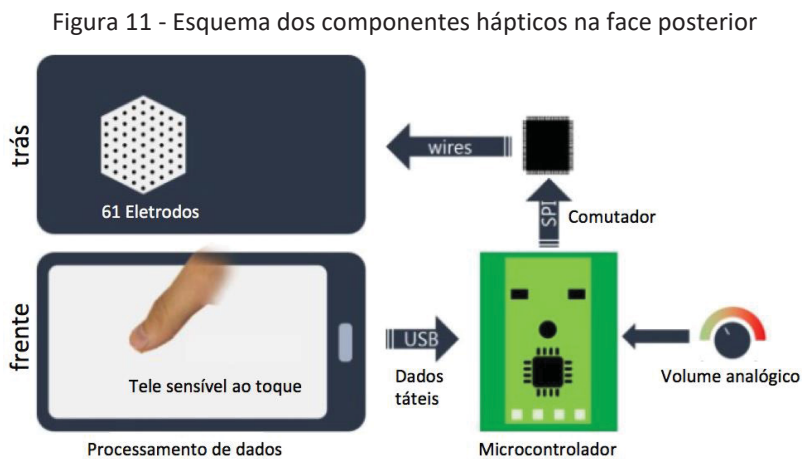 Figura 11 - Esquema dos componentes hápticos na face posterior
trás
61 Eletrodos
wires
SPI
Comutador
frente
Tele sensível ao toque
USB
Dados
táteis
Volume analógico
Processamento de dados
Microcontrolador